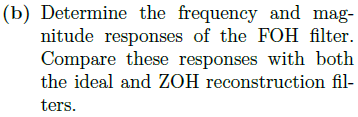 (b) Determine the frequency and mag-
nitude responses of the FOH filter.
Compare these responses with both
the ideal and ZOH reconstruction fil-
ters.